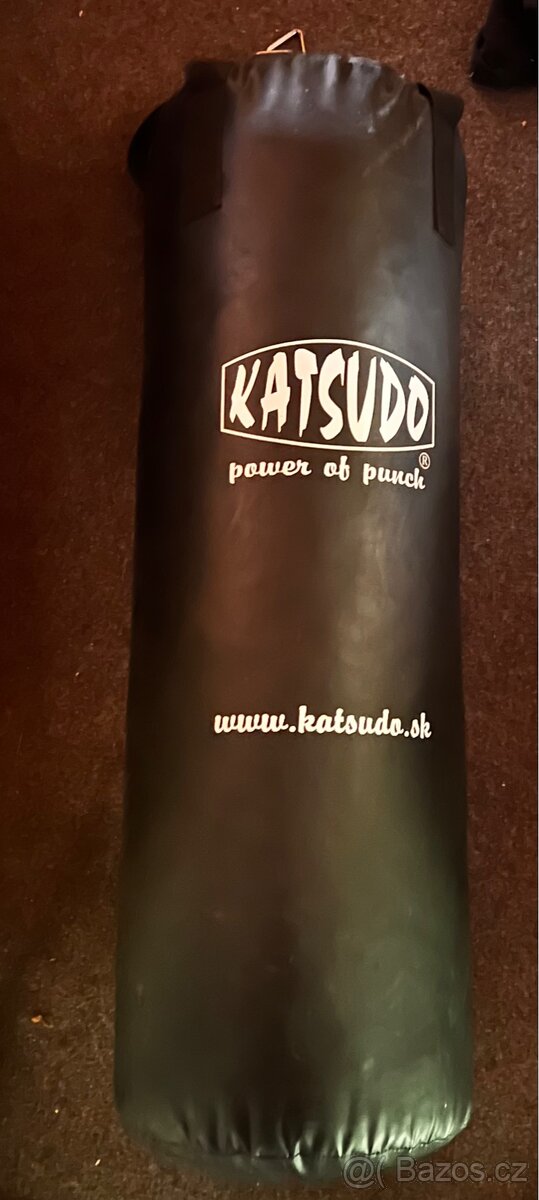 KATSUDO
®
power of punch
www.katsudo.sk
@( Bazos.cz